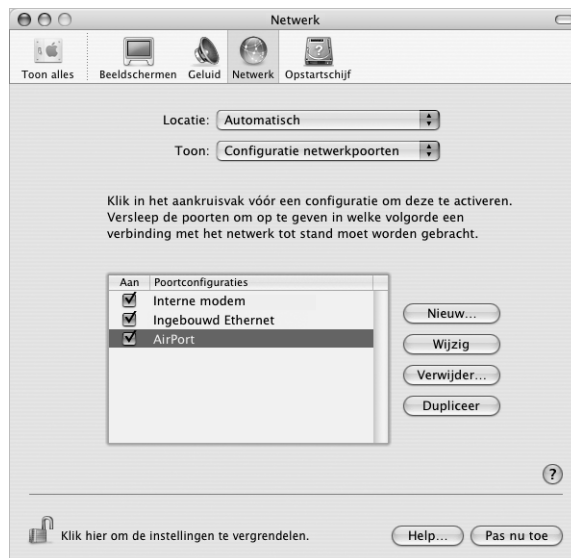 Netwerk
Toon alles Beeldschermen Geluid Netwerk Opstartschijf
Locatie: Automatisch
Toon: Configuratie netwerkpoorten
Klik in het aankruisvak vóór een configuratie om deze te activeren.
Versleep de poorten om op te geven in welke volgorde een
verbinding met het netwerk tot stand moet worden gebracht.
Aan Poortconfiguraties
Interne modem
Ingebouwd Ethernet
AirPort
Nieuw...
Wijzig
Verwijder...
Dupliceer
?
Klik hier om de instellingen te vergrendelen.
Help... Pas nu toe